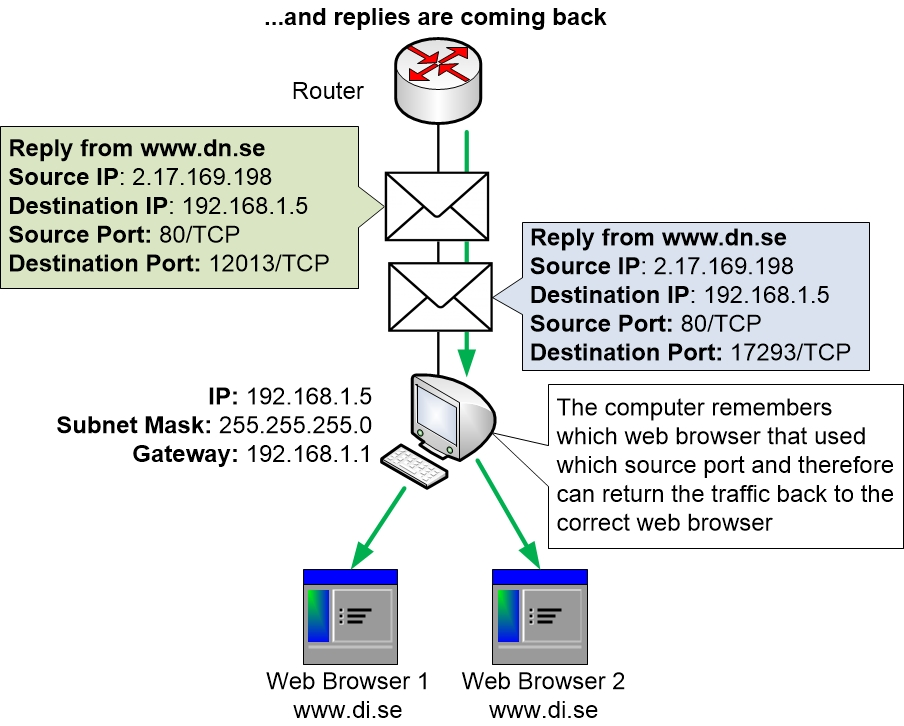 ...and replies are coming back
Router
Reply from www.dn.se
Source IP: 2.17.169.198
Destination IP: 192.168.1.5
Source Port: 80/TCP
Destination Port: 12013/TCP
Reply from www.dn.se
Source IP: 2.17.169.198
Destination IP: 192.168.1.5
Source Port: 80/TCP
Destination Port: 17293/TCP
IP: 192.168.1.5
Subnet Mask: 255.255.255.0
Gateway: 192.168.1.1
The computer remembers
which web browser that used
which source port and therefore
can return the traffic back to the
correct web browser
Web Browser 1
www.di.se
Web Browser 2
www.di.se